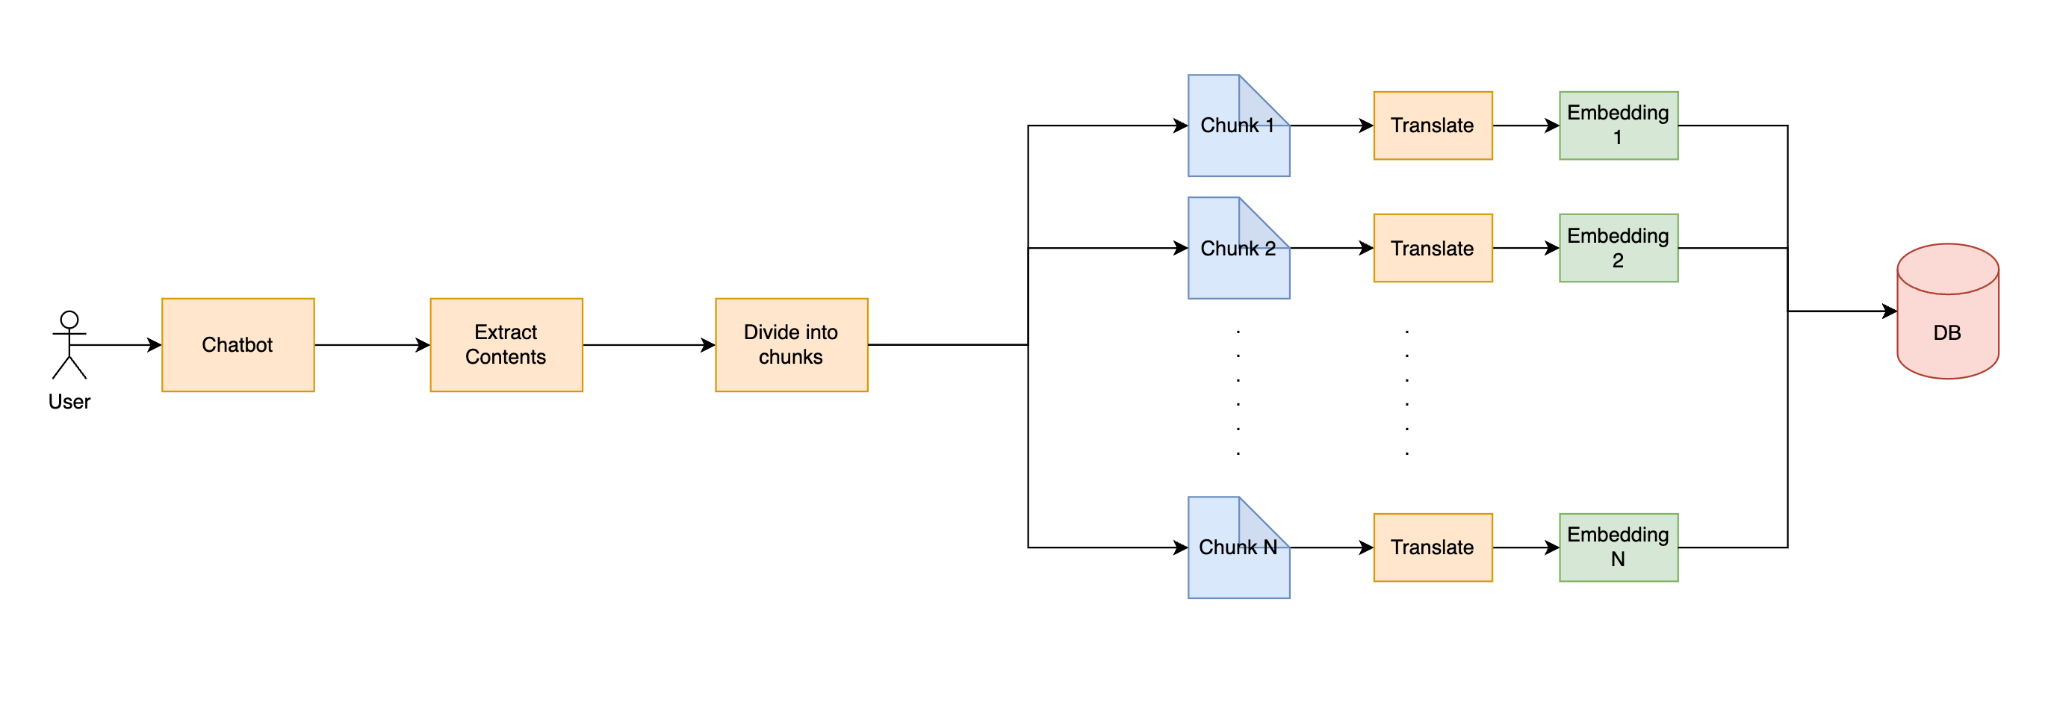 User
Chatbot
Extract
Contents
Divide into
chunks
Chunk 1
Translate
Embedding
1
Chunk 2
Translate
Embedding
2
Chunk N
Translate
Embedding
N
DB